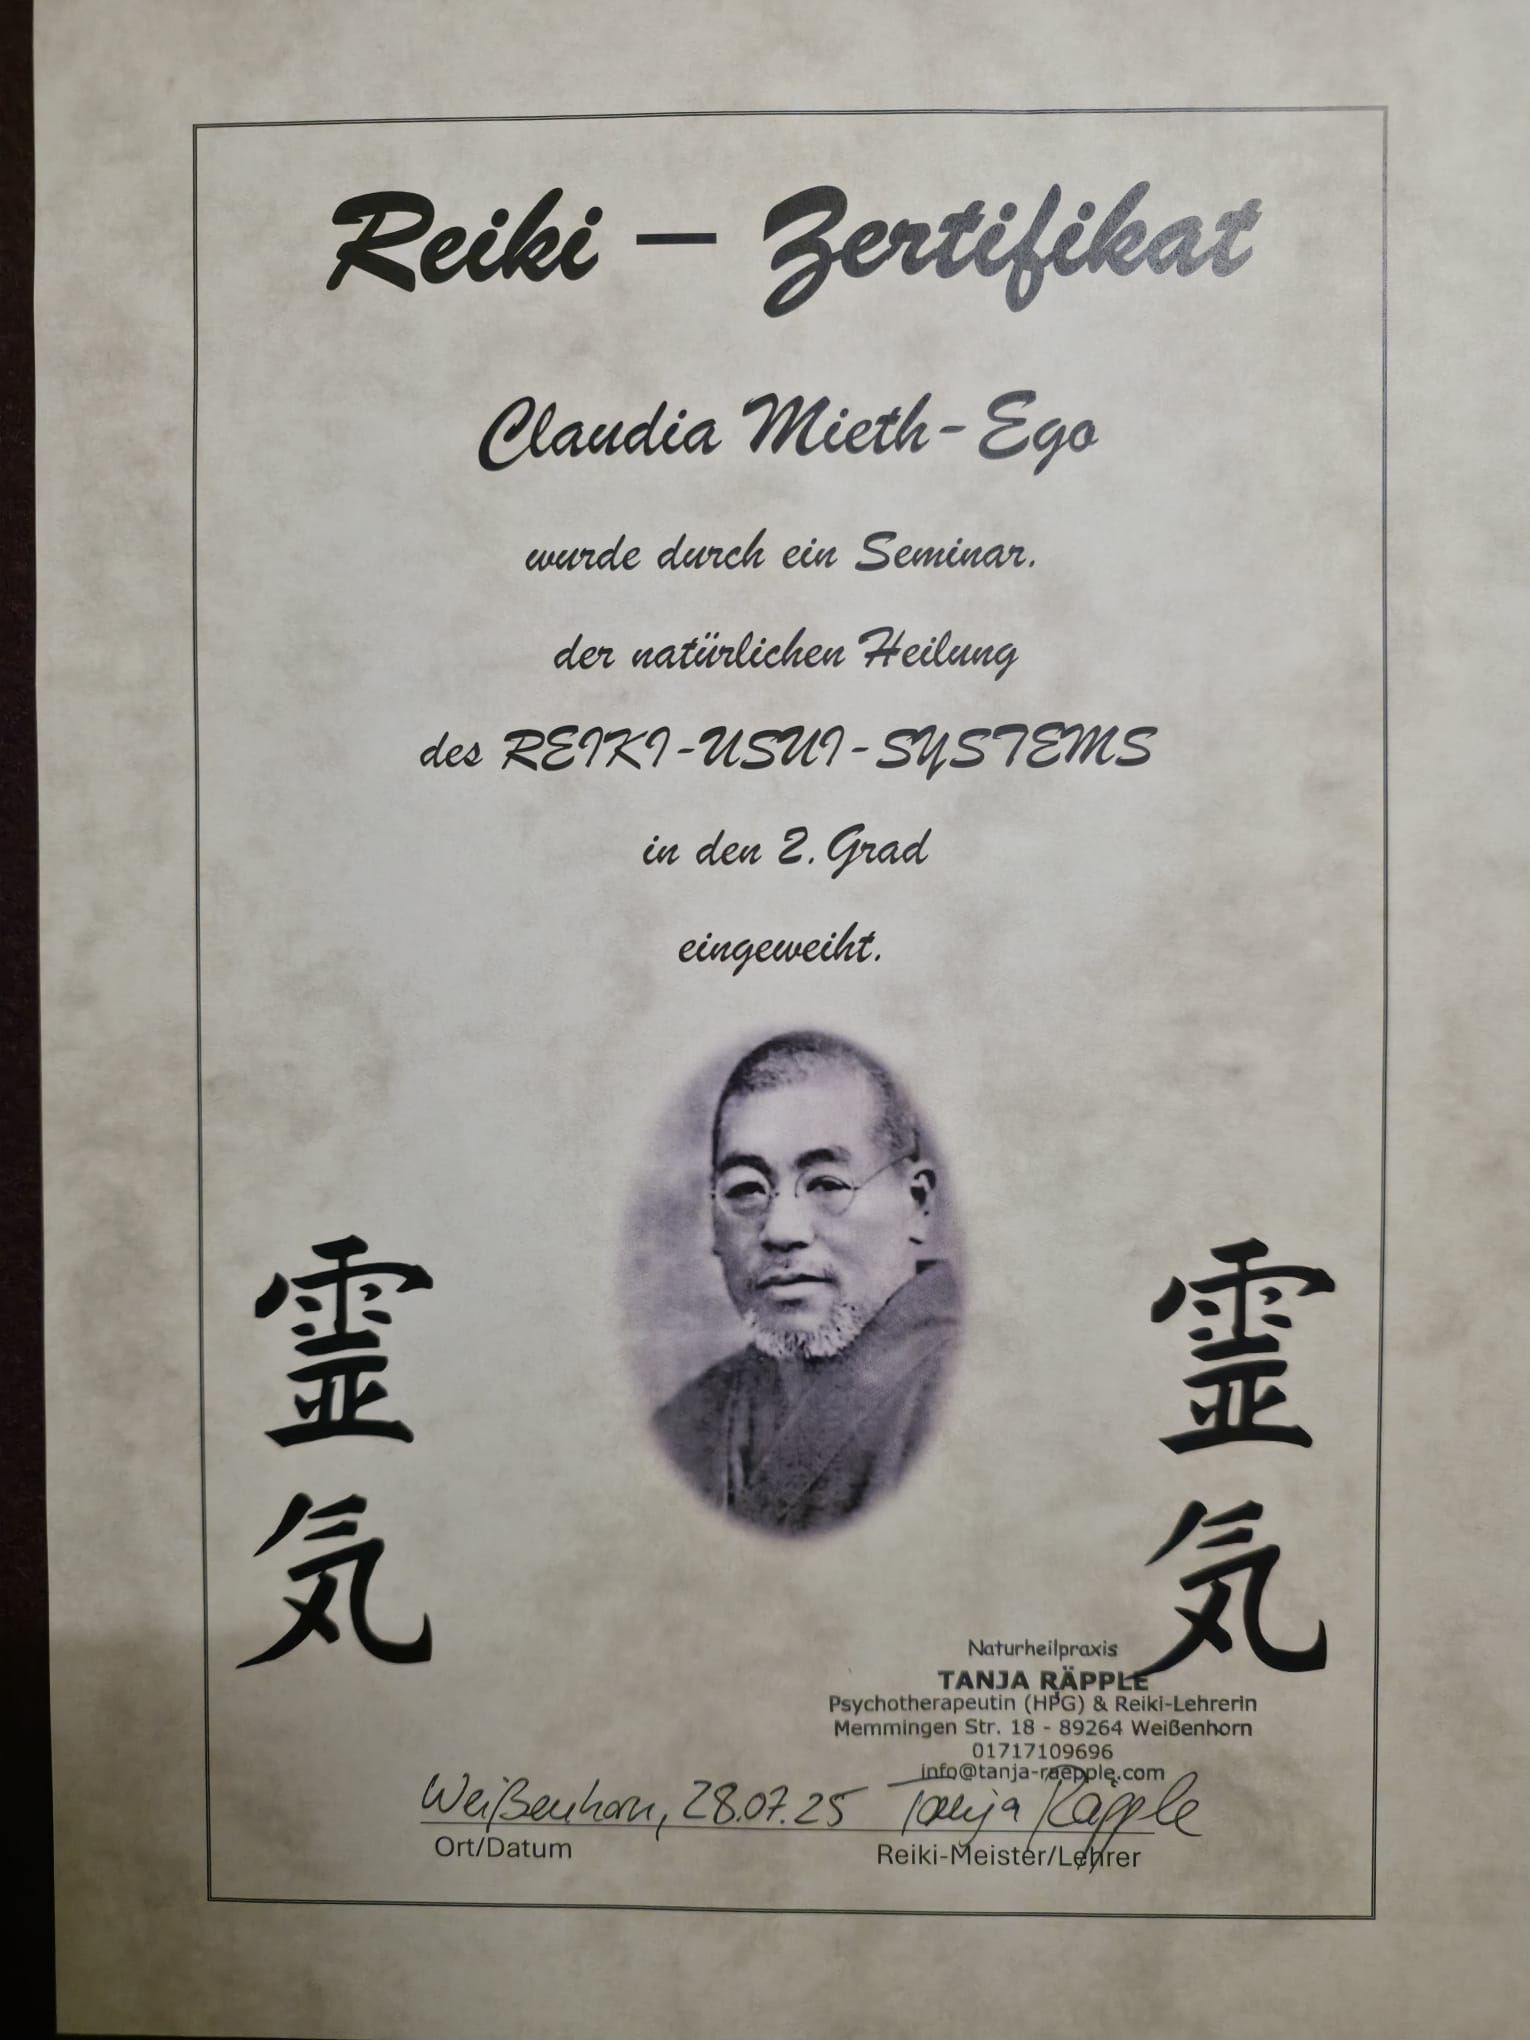 Reiki – Zertifikat
Claudia Mieth-Ego
wurde durch ein Seminar.
der natürlichen Heilung
des REIKI-USUI-SYSTEMS
in den 2. Grad
eingeweiht.
霊
気
霊
気
Naturheilpraxis
TANJA RÄPPLE
Psychotherapeutin (HPG) & Reiki-Lehrerin
Memmingen Str. 18 - 89264 Weißenhorn
01717109696
info@tanja-raepple.com
Weißenhorn, 28.07.25 Tanja Räpple
Ort/Datum Reiki-Meister/Lehrer